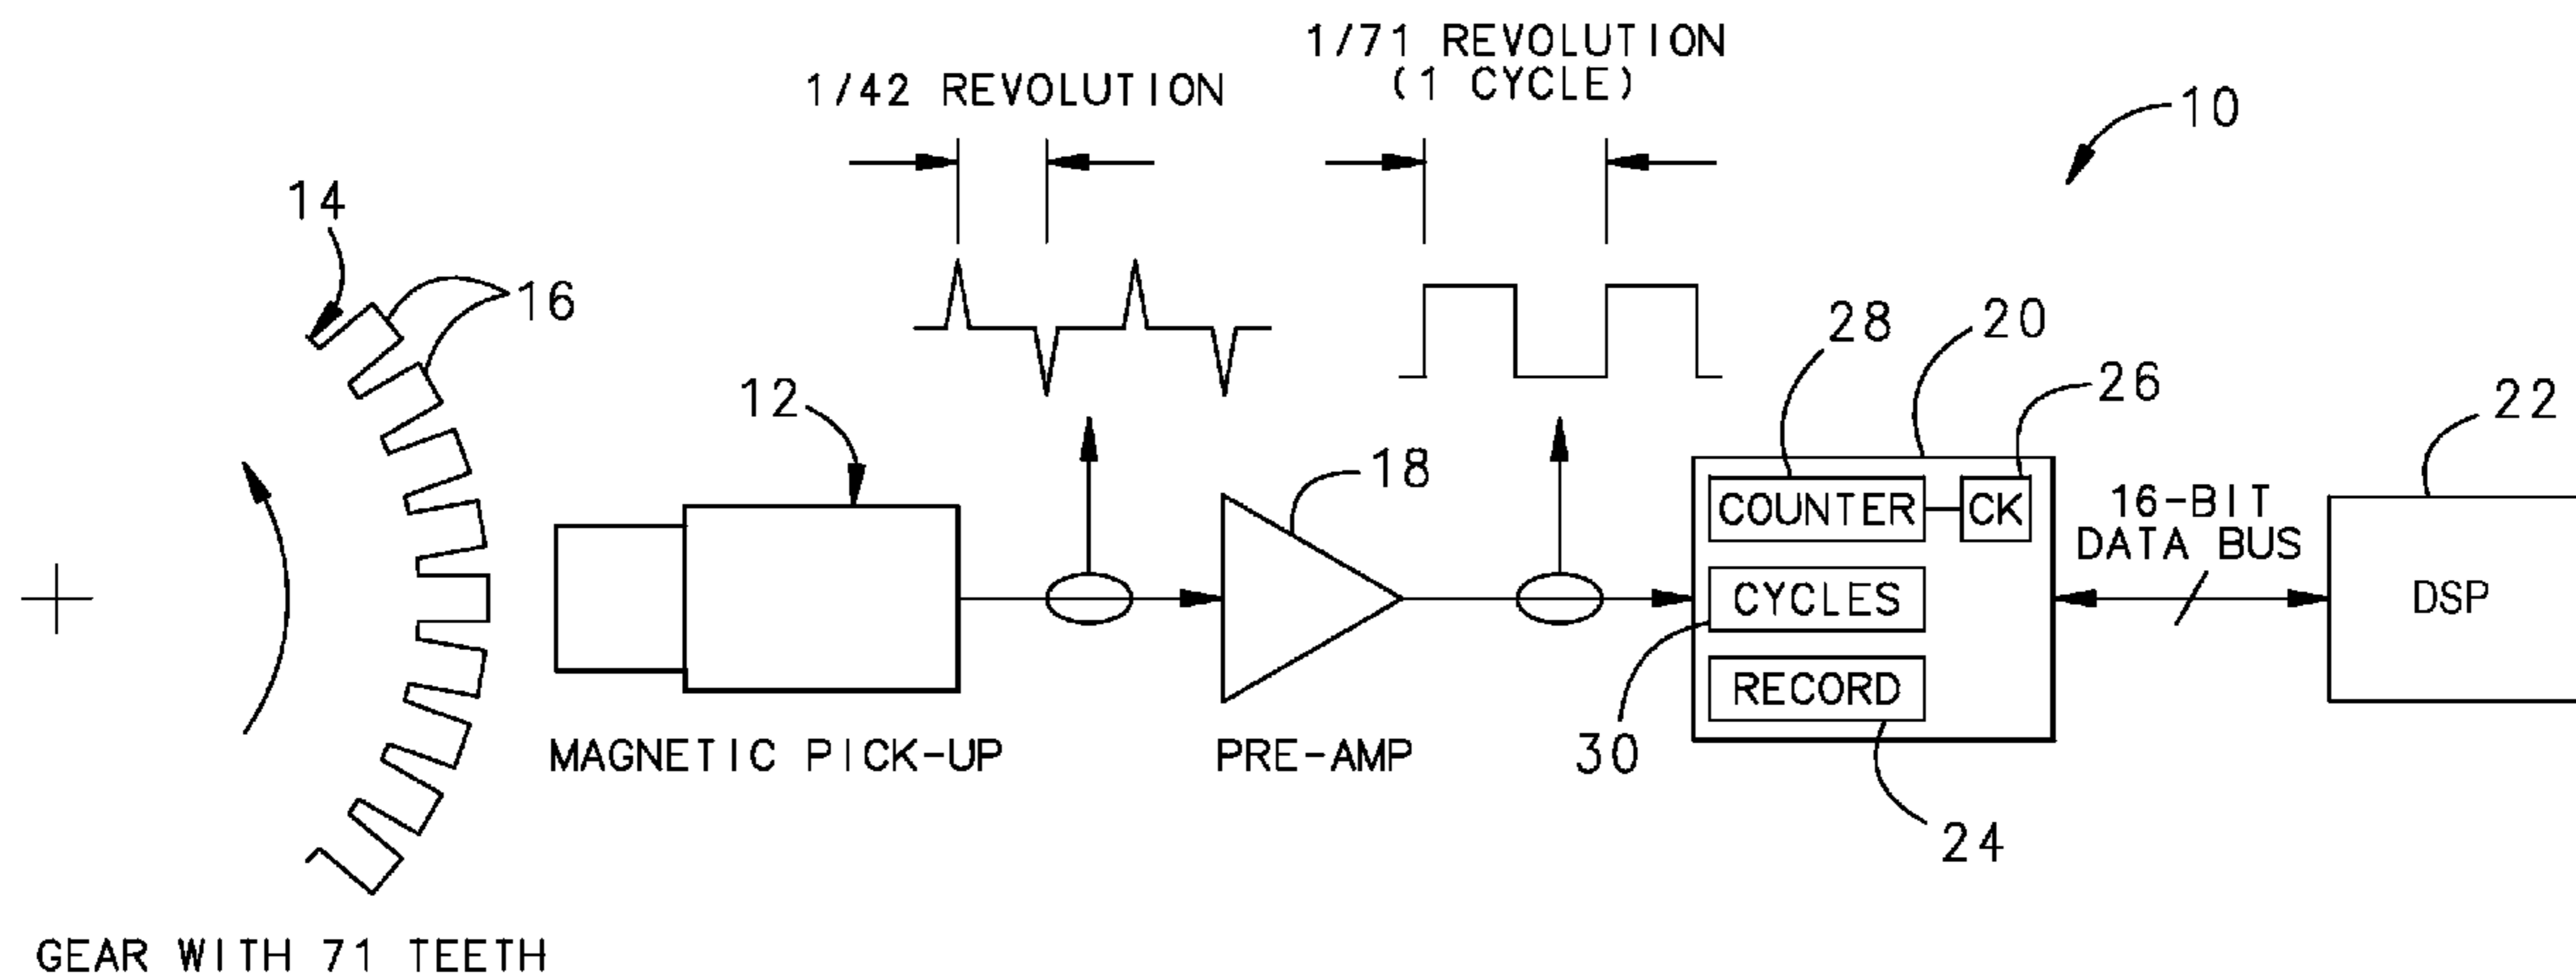 1/71 REVOLUTION
(1 CYCLE)
1/42 REVOLUTION
10
14
16
28
20
26
12
22
18
COUNTER
CK
16-BIT
DATA BUS
CYCLES
DSP
RECORD
MAGNETIC PICK-UP
PRE-AMP
30
24
GEAR WITH 71 TEETH